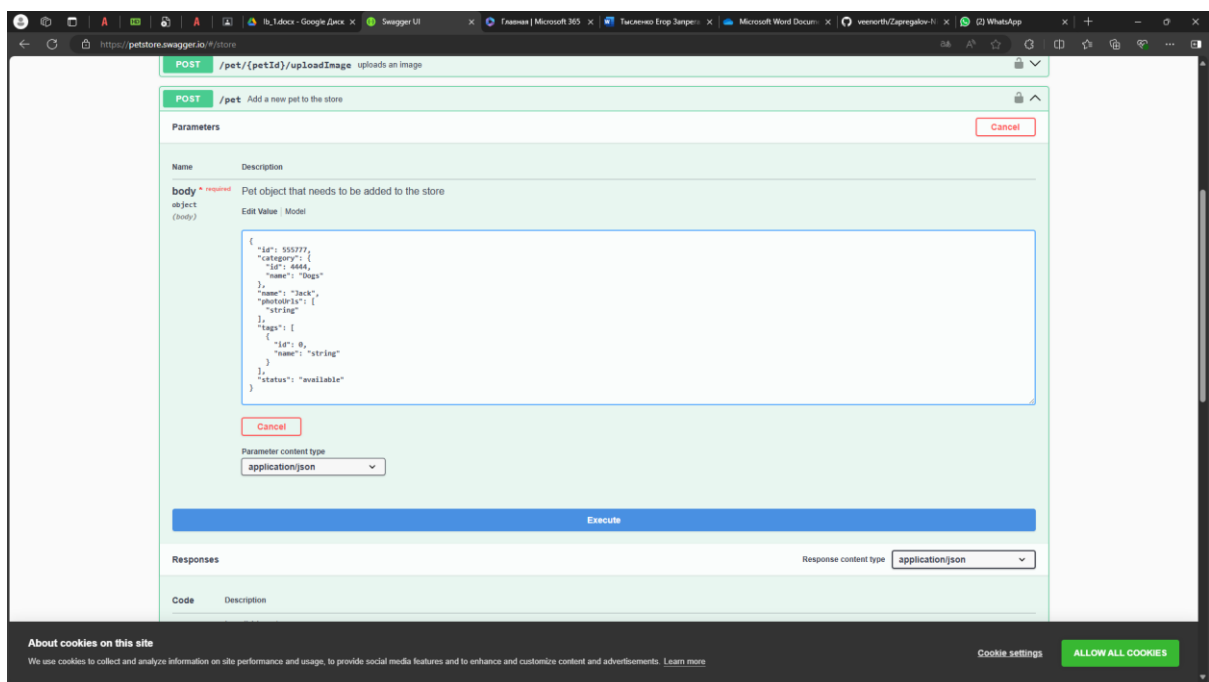 lb_1.docx - Google Диск
Swagger UI
Главная | Microsoft 365
Тысленко Егор Запрега
Microsoft Word Docum
veenorth/Zapregalov-N
(2) WhatsApp
https://petstore.swagger.io/#/store
POST /pet/{petId}/uploadImage uploads an image
POST /pet Add a new pet to the store
Parameters
Cancel
Name Description
body * required Pet object that needs to be added to the store
object
(body)
Edit Value | Model
{
"id": 555777,
"category": {
"id": 4444,
"name": "Dogs"
},
"name": "Jack",
"photoUrls": [
"string"
],
"tags": [
{
"id": 0,
"name": "string"
}
],
"status": "available"
}
Cancel
Parameter content type
application/json
Execute
Responses
Response content type application/json
Code Description
About cookies on this site
We use cookies to collect and analyze information on site performance and usage, to provide social media features and to enhance and customize content and advertisements. Learn more
Cookie settings
ALLOW ALL COOKIES